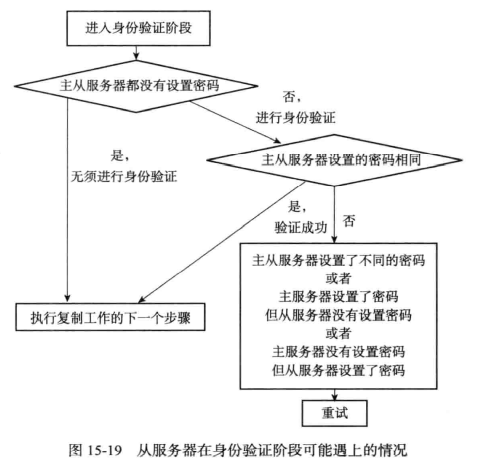 进入身份验证阶段
主从服务器都没有设置密码
否，
进行身份验证
是，
无须进行身份验证
主从服务器设置的密码相同
是，
验证成功
否
执行复制工作的下一个步骤
主从服务器设置了不同的密码
或者
主服务器设置了密码
但从服务器没有设置密码
或者
主服务器没有设置密码
但从服务器设置了密码
重试
图 15-19 从服务器在身份验证阶段可能遇上的情况